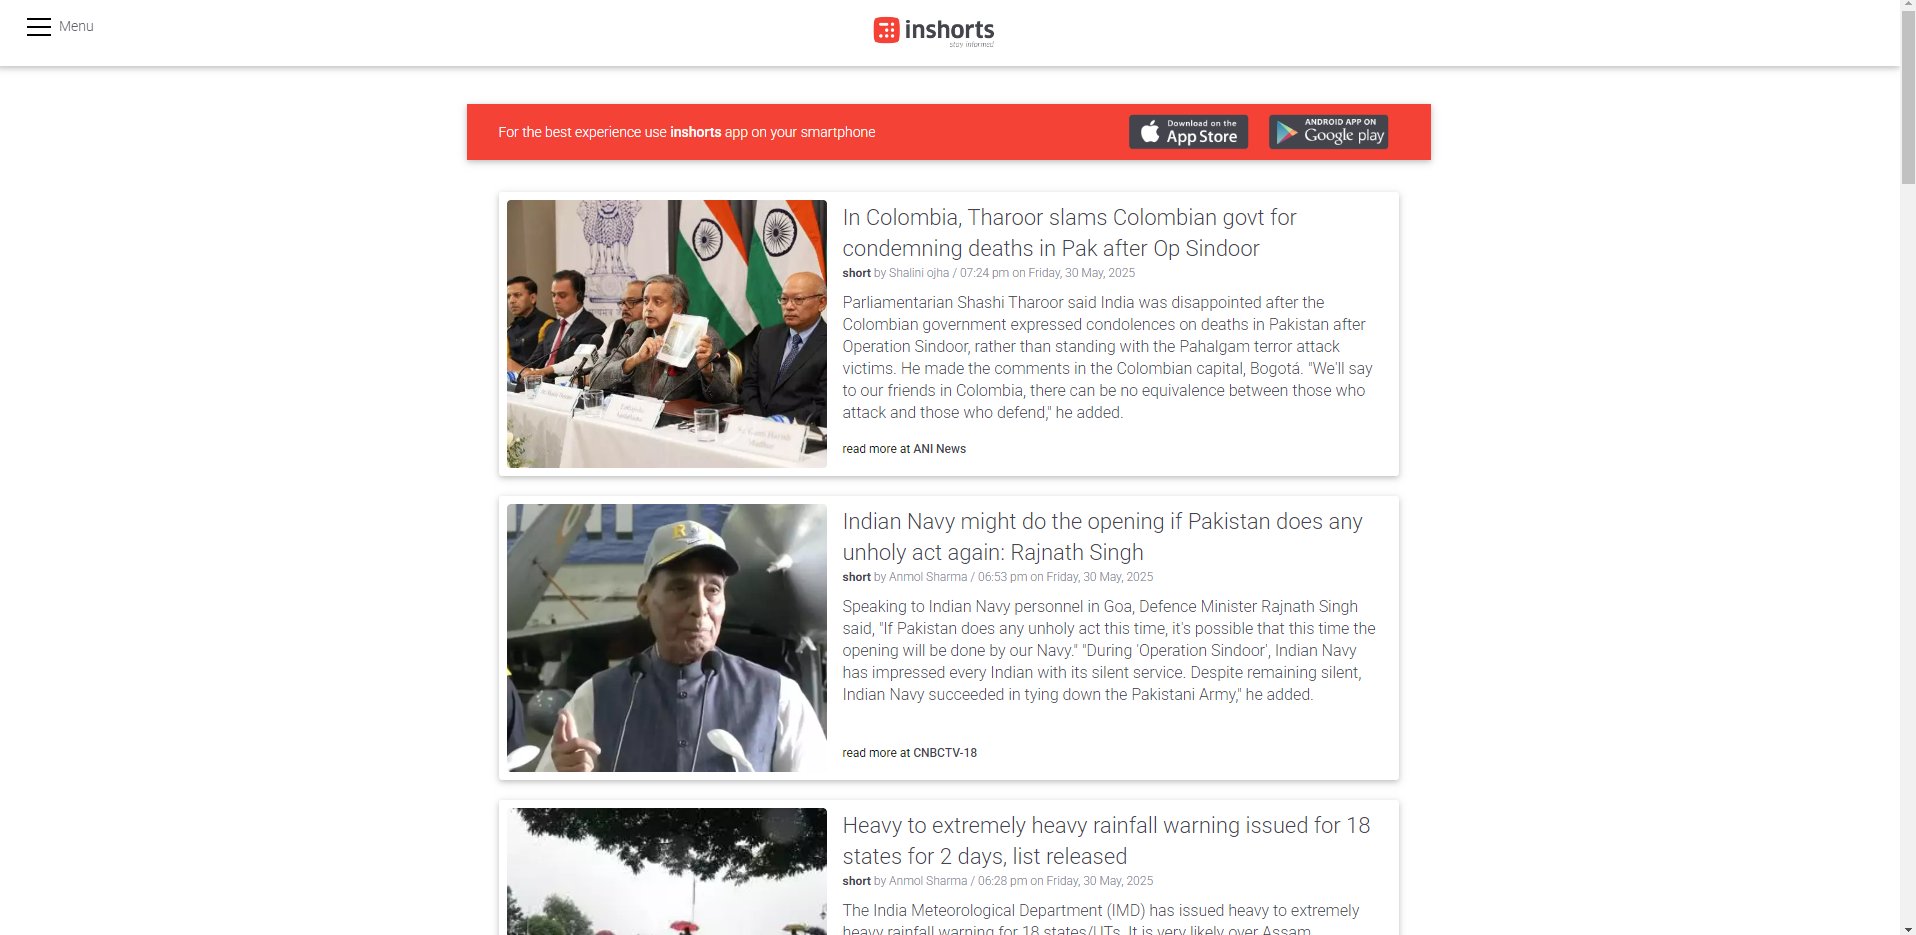 Menu
inshorts
stay informed
For the best experience use inshorts app on your smartphone
Download on the
App Store
ANDROID APP ON
Google play
In Colombia, Tharoor slams Colombian govt for
condemning deaths in Pak after Op Sindoor
short by Shalini ojha / 07:24 pm on Friday, 30 May, 2025
Parliamentarian Shashi Tharoor said India was disappointed after the
Colombian government expressed condolences on deaths in Pakistan after
Operation Sindoor, rather than standing with the Pahalgam terror attack
victims. He made the comments in the Colombian capital, Bogotá. "We'll say
to our friends in Colombia, there can be no equivalence between those who
attack and those who defend," he added.
read more at ANI News
Indian Navy might do the opening if Pakistan does any
unholy act again: Rajnath Singh
short by Anmol Sharma / 06:53 pm on Friday, 30 May, 2025
Speaking to Indian Navy personnel in Goa, Defence Minister Rajnath Singh
said, "If Pakistan does any unholy act this time, it's possible that this time the
opening will be done by our Navy." "During 'Operation Sindoor', Indian Navy
has impressed every Indian with its silent service. Despite remaining silent,
Indian Navy succeeded in tying down the Pakistani Army," he added.
read more at CNBCTV-18
Heavy to extremely heavy rainfall warning issued for 18
states for 2 days, list released
short by Anmol Sharma / 06:28 pm on Friday, 30 May, 2025
The India Meteorological Department (IMD) has issued heavy to extremely
heavy rainfall warning for 18 states/UTs. It is very likely over Assam,